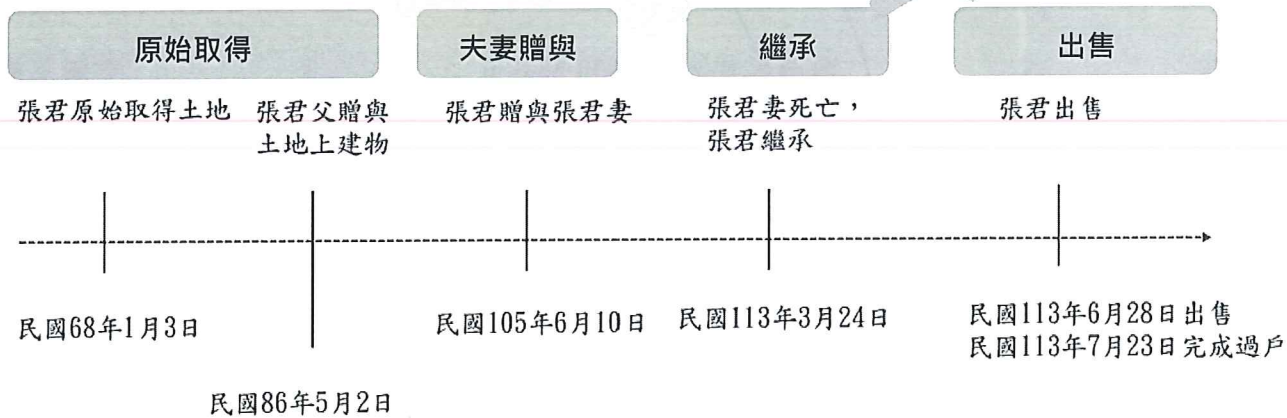 原始取得
夫妻贈與
繼承
出售
張君原始取得土地
張君父贈與
土地上建物
張君贈與張君妻
張君妻死亡，
張君繼承
張君出售
民國68年1月3日
民國86年5月2日
民國105年6月10日
民國113年3月24日
民國113年6月28日出售
民國113年7月23日完成過戶